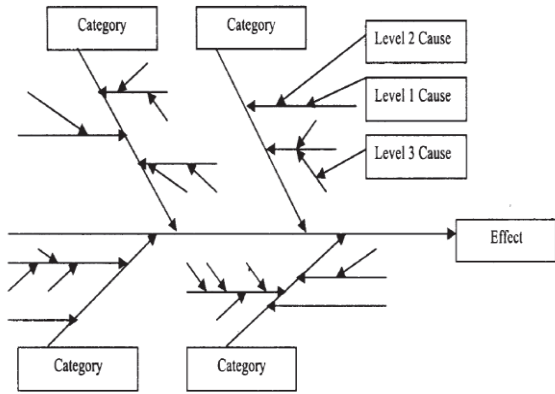 Category
Category
Level 2 Cause
Level 1 Cause
Level 3 Cause
Effect
Category
Category